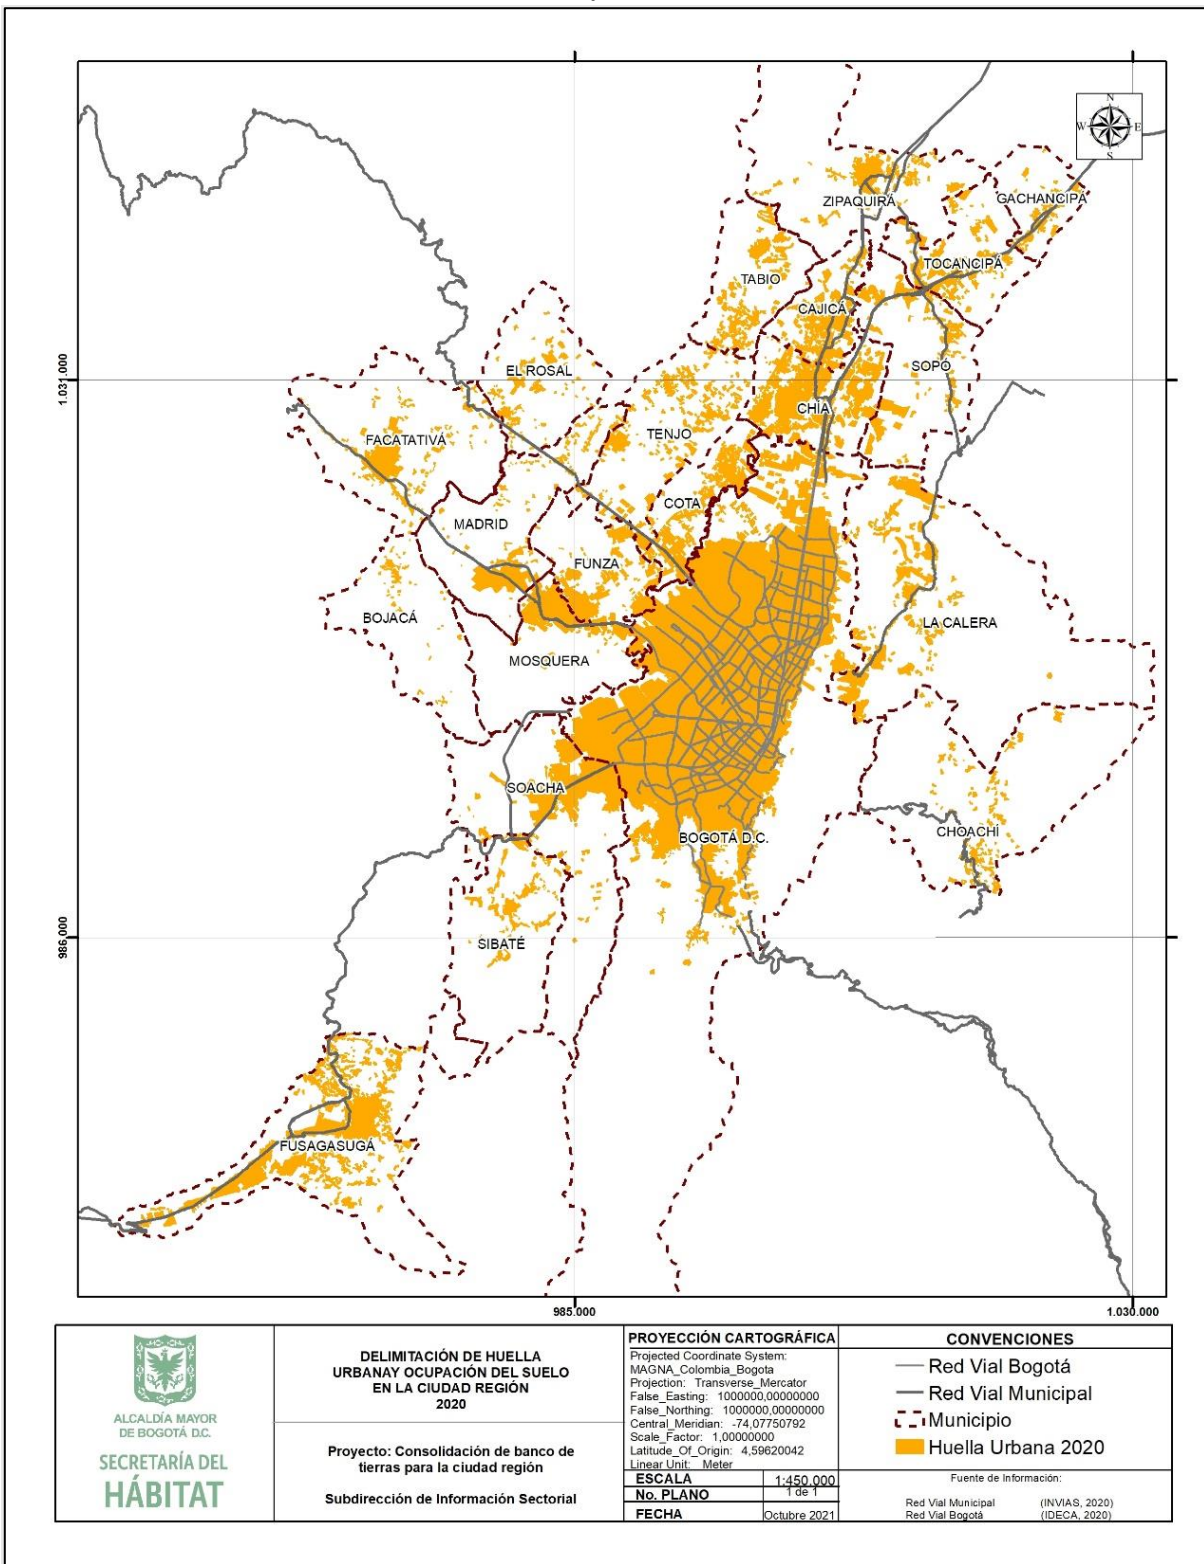 N
W E
S
ZIPAQUIRÁ
GACHANCIPÁ
TOCANCIPÁ
TABIO
CAJICÁ
SOPÓ
EL ROSAL
CHÍA
TENJO
FACATATIVÁ
COTA
MADRID
FUNZA
BOJACÁ
LA CALERA
MOSQUERA
SOACHA
BOGOTÁ D.C.
CHOACHÍ
SIBATÉ
FUSAGASUGÁ
1.031.000
986.000
985.000
1.030.000
ALCALDÍA MAYOR
DE BOGOTÁ D.C.
SECRETARÍA DEL
HÁBITAT
DELIMITACIÓN DE HUELLA
URBANAY OCUPACIÓN DEL SUELO
EN LA CIUDAD REGIÓN
2020
Proyecto: Consolidación de banco de
tierras para la ciudad región
Subdirección de Información Sectorial
PROYECCIÓN CARTOGRÁFICA
Projected Coordinate System:
MAGNA_Colombia_Bogota
Projection: Transverse_Mercator
False_Easting: 1000000,00000000
False_Northing: 1000000,00000000
Central_Meridian: -74,07750792
Scale_Factor: 1,00000000
Latitude_Of_Origin: 4,59620042
Linear Unit: Meter
ESCALA 1:450.000
No. PLANO 1 de 1
FECHA Octubre 2021
CONVENCIONES
Red Vial Bogotá
Red Vial Municipal
Municipio
Huella Urbana 2020
Fuente de Información:
Red Vial Municipal (INVIAS, 2020)
Red Vial Bogotá (IDECA, 2020)